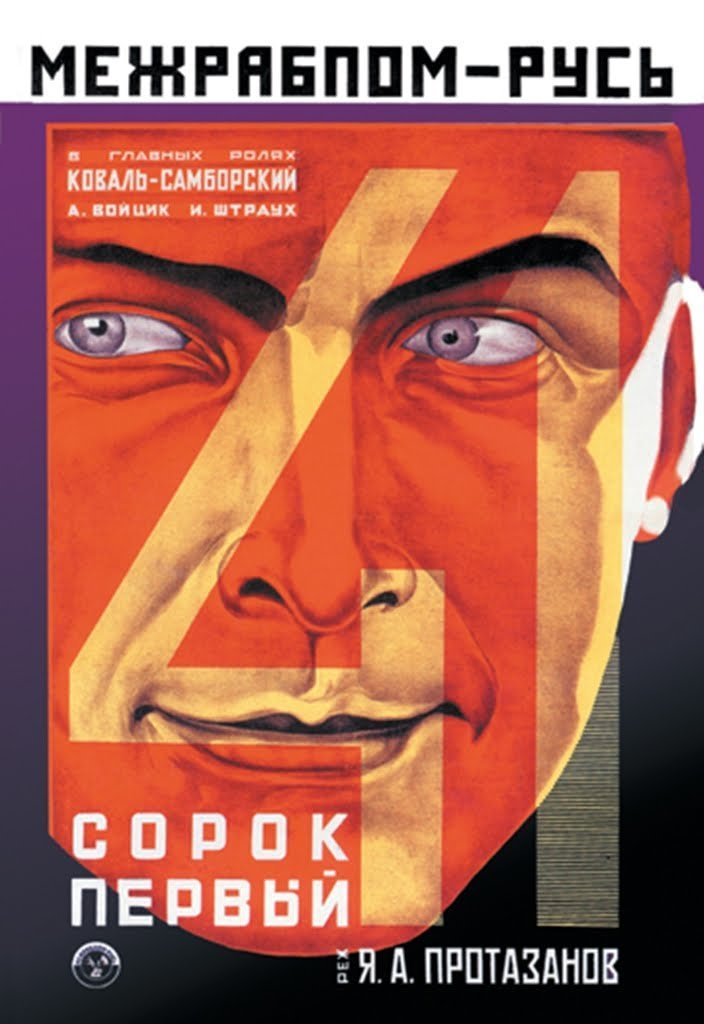 МЕЖРАБПОМ-РУСЬ
В ГЛАВНЫХ РОЛЯХ
КОВАЛЬ-САМБОРСКИЙ
А. ВОЙЦИК И. ШТРАУХ
41
СОРОК
ПЕРВЫЙ
РЕЖ Я. А. ПРОТАЗАНОВ